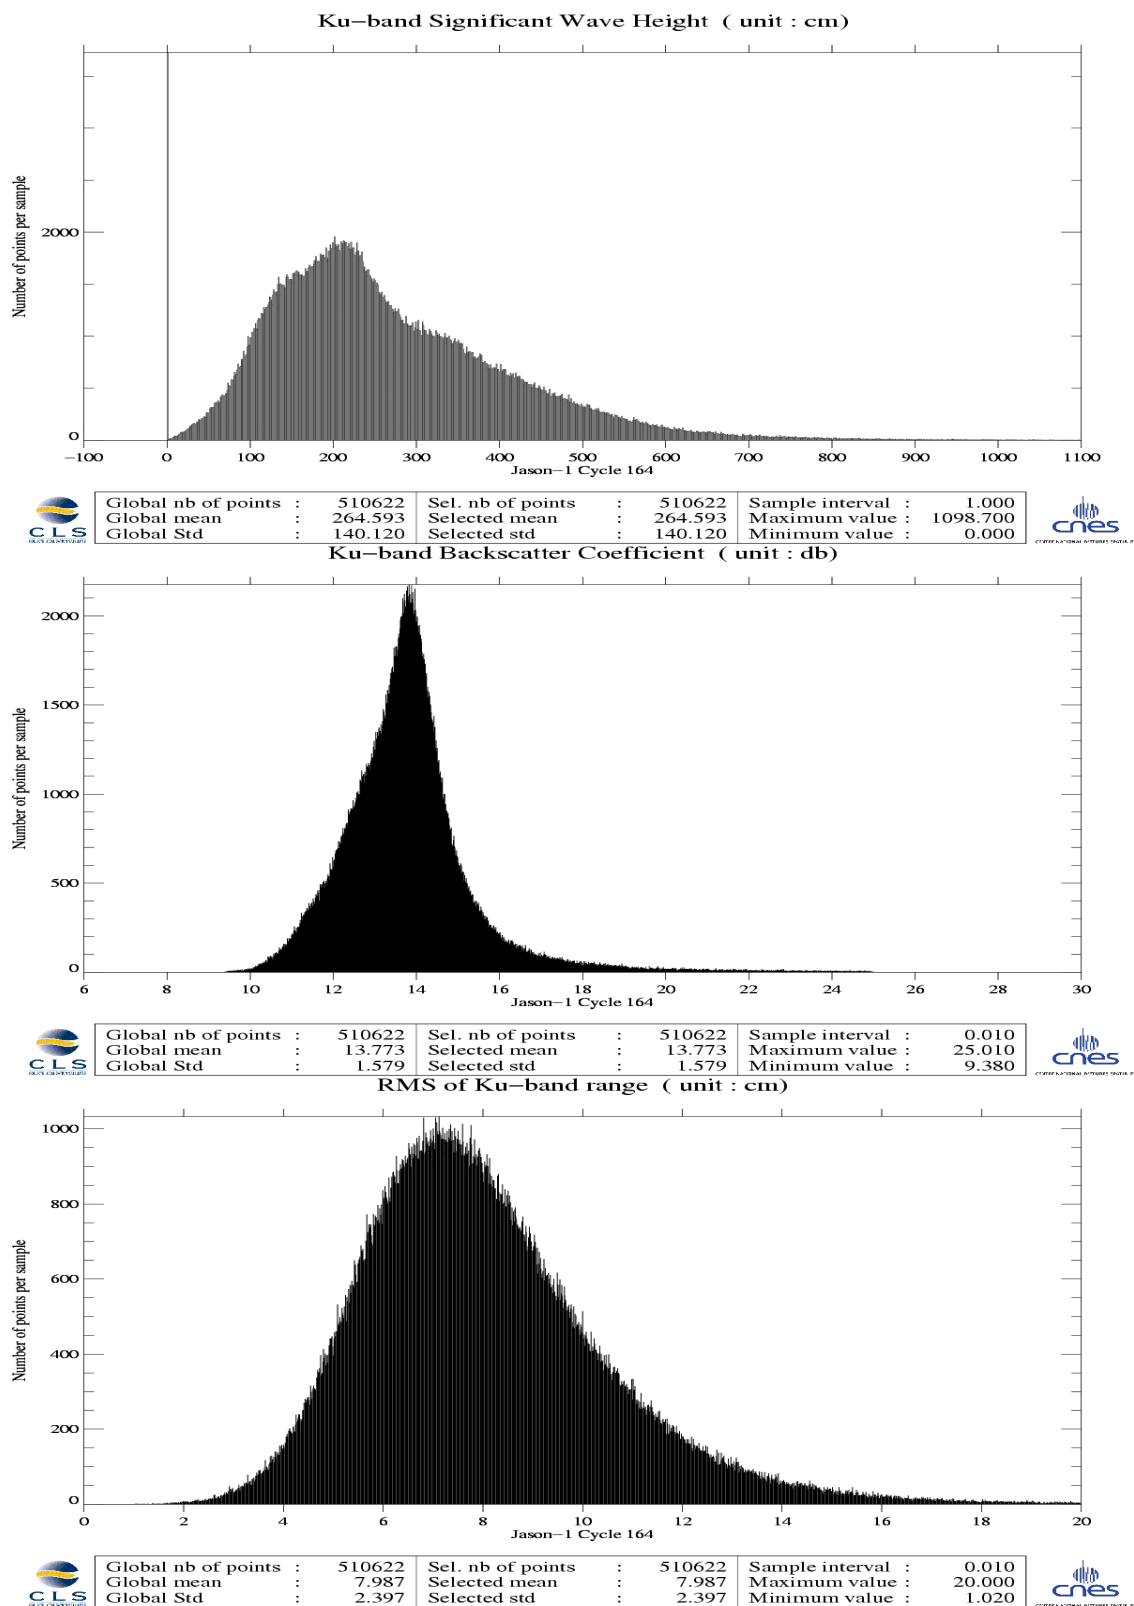 Ku−band Significant Wave Height ( unit : cm)
Number of points per sample
2000
0
−100 0 100 200 300 400 500 600 700 800 900 1000 1100
Jason−1 Cycle 164
CLS
Global nb of points : 510622 Sel. nb of points : 510622 Sample interval : 1.000
Global mean : 264.593 Selected mean : 264.593 Maximum value : 1098.700
Global Std : 140.120 Selected std : 140.120 Minimum value : 0.000
cnes
Ku−band Backscatter Coefficient ( unit : db)
Number of points per sample
2000
1500
1000
500
0
6 8 10 12 14 16 18 20 22 24 26 28 30
Jason−1 Cycle 164
CLS
Global nb of points : 510622 Sel. nb of points : 510622 Sample interval : 0.010
Global mean : 13.773 Selected mean : 13.773 Maximum value : 25.010
Global Std : 1.579 Selected std : 1.579 Minimum value : 9.380
cnes
RMS of Ku−band range ( unit : cm)
Number of points per sample
1000
800
600
400
200
0
0 2 4 6 8 10 12 14 16 18 20
Jason−1 Cycle 164
CLS
Global nb of points : 510622 Sel. nb of points : 510622 Sample interval : 0.010
Global mean : 7.987 Selected mean : 7.987 Maximum value : 20.000
Global Std : 2.397 Selected std : 2.397 Minimum value : 1.020
cnes